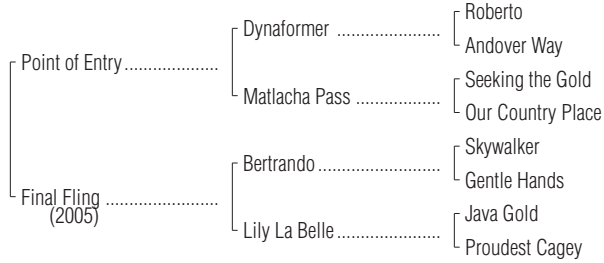 Roberto
Dynaformer ...................
Andover Way
Point of Entry...................
Seeking the Gold
Matlacha Pass .................
Our Country Place
Skywalker
Bertrando.........................
Gentle Hands
Final Fling .......................
(2005)
Java Gold
Lily La Belle.....................
Proudest Cagey